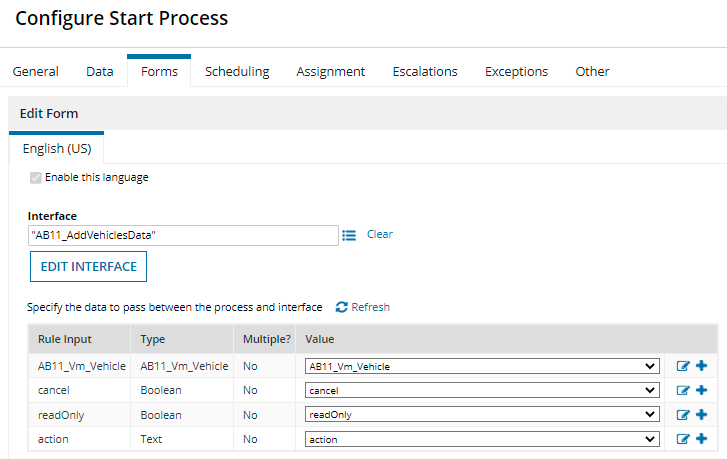 Configure Start Process
General Data Forms Scheduling Assignment Escalations Exceptions Other
Edit Form
English (US)
Enable this language
Interface
"AB11_AddVehiclesData" Clear
EDIT INTERFACE
Specify the data to pass between the process and interface Refresh
Rule Input Type Multiple? Value
AB11_Vm_Vehicle AB11_Vm_Vehicle No AB11_Vm_Vehicle
cancel Boolean No cancel
readOnly Boolean No readOnly
action Text No action